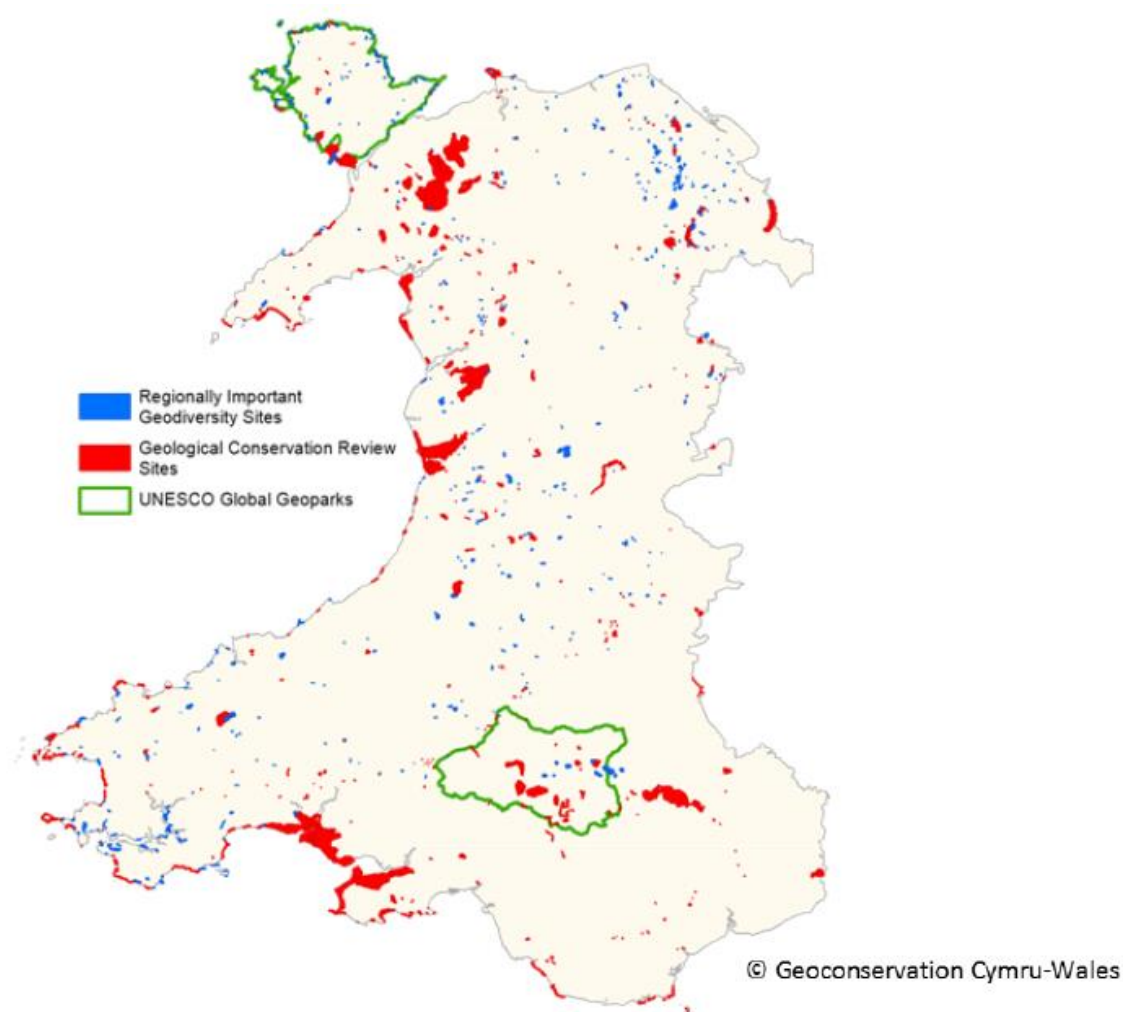 Regionally Important
Geodiversity Sites
Geological Conservation Review
Sites
UNESCO Global Geoparks
© Geoconservation Cymru-Wales